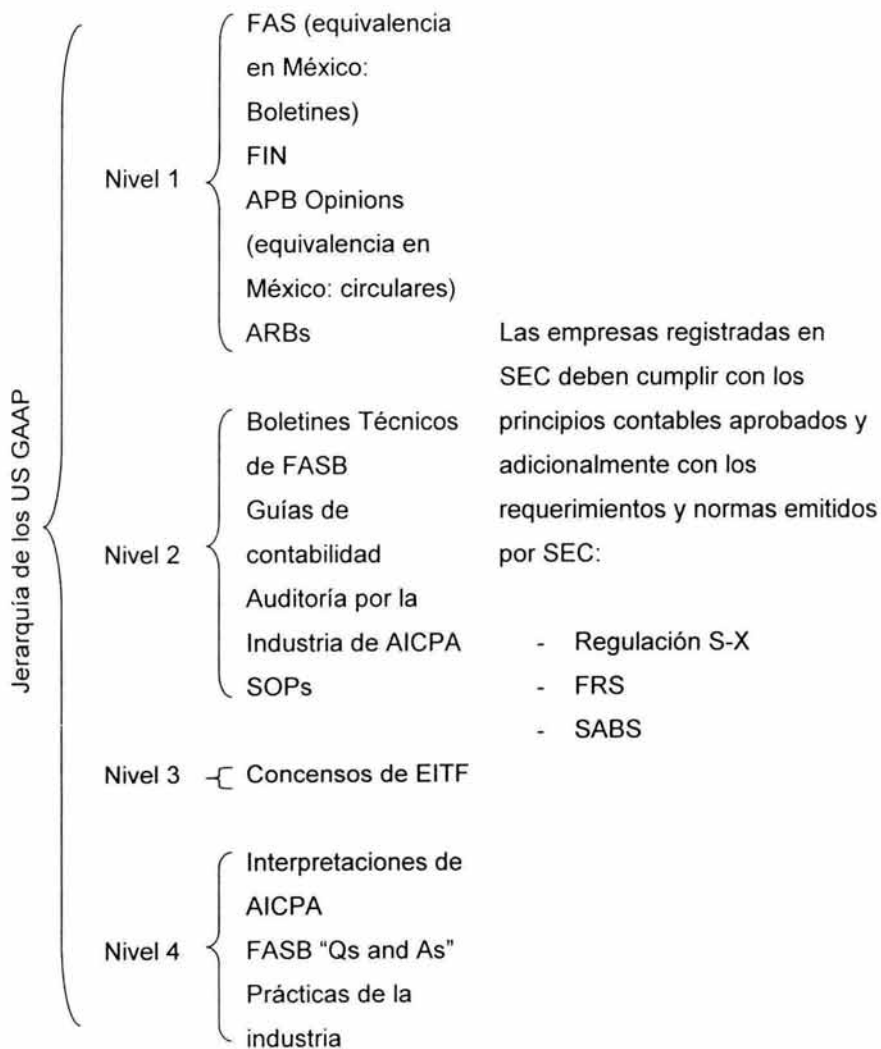 Jerarquía de los US GAAP
Nivel 1
FAS (equivalencia
en México:
Boletines)
FIN
APB Opinions
(equivalencia en
México: circulares)
ARBs
Nivel 2
Boletines Técnicos
de FASB
Guías de
contabilidad
Auditoría por la
Industria de AICPA
SOPs
Nivel 3
Concensos de EITF
Nivel 4
Interpretaciones de
AICPA
FASB “Qs and As”
Prácticas de la
industria
Las empresas registradas en
SEC deben cumplir con los
principios contables aprobados y
adicionalmente con los
requerimientos y normas emitidos
por SEC:
- Regulación S-X
- FRS
- SABS